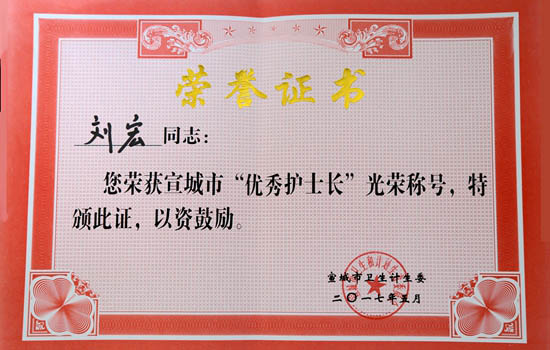 荣誉证书
刘宏 同志：
您荣获宣城市“优秀护士长”光荣称号，特
颁此证，以资鼓励。
宣城市卫生计生委
二〇一七年五月